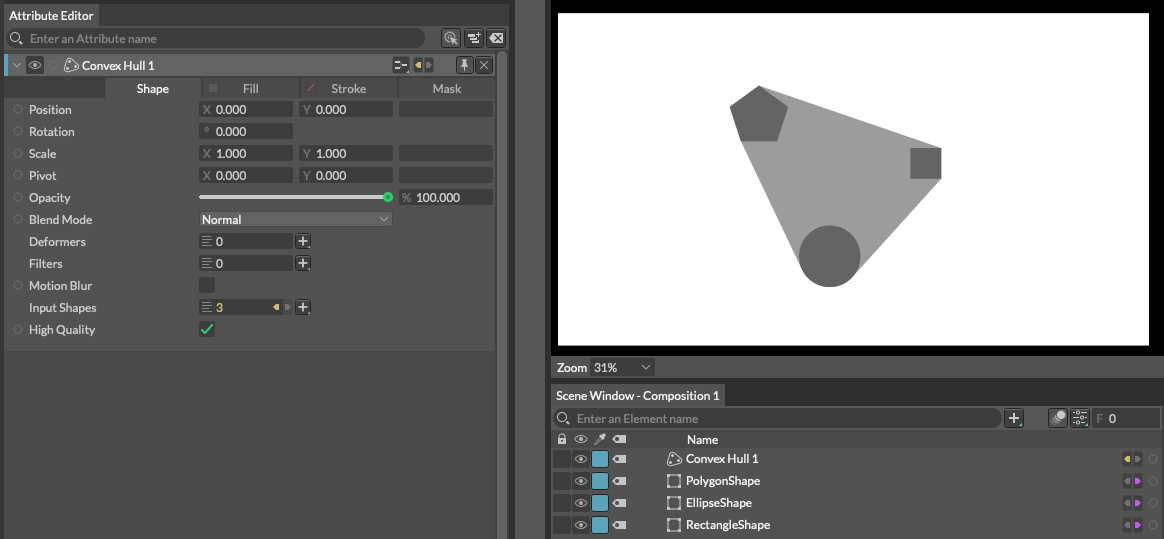 Attribute Editor
Enter an Attribute name
Convex Hull 1
Shape Fill Stroke Mask
Position X 0.000 Y 0.000
Rotation ° 0.000
Scale X 1.000 Y 1.000
Pivot X 0.000 Y 0.000
Opacity % 100.000
Blend Mode Normal
Deformers 0
Filters 0
Motion Blur
Input Shapes 3
High Quality
Zoom 31%
Scene Window - Composition 1
Enter an Element name F 0
Name
Convex Hull 1
PolygonShape
EllipseShape
RectangleShape